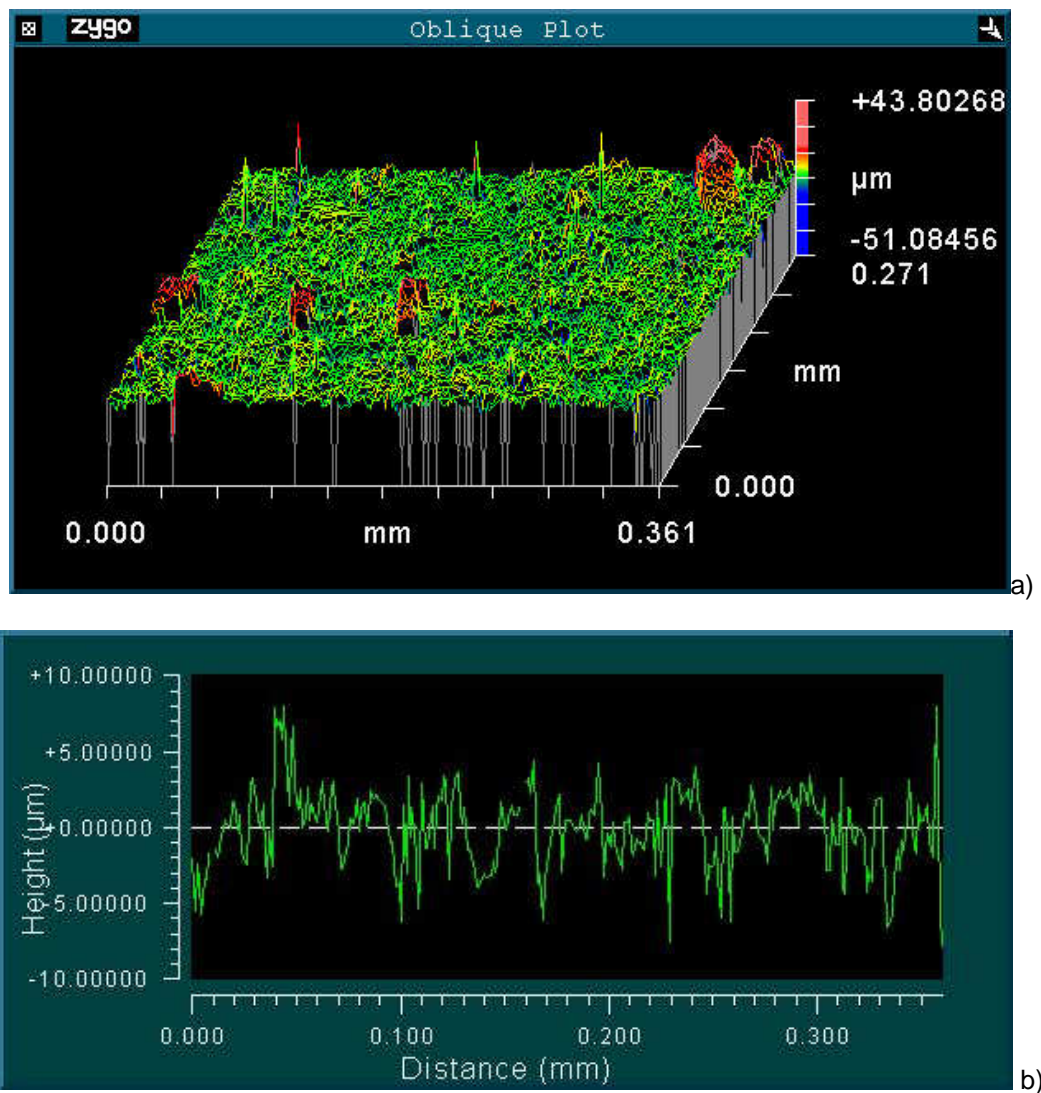 zygo Oblique Plot
+43.80268
µm
-51.08456
0.271
mm
0.000
0.000 mm 0.361
a)
+10.00000
+5.00000
+0.00000
-5.00000
-10.00000
Height (µm)
0.000 0.100 0.200 0.300
Distance (mm)
b)